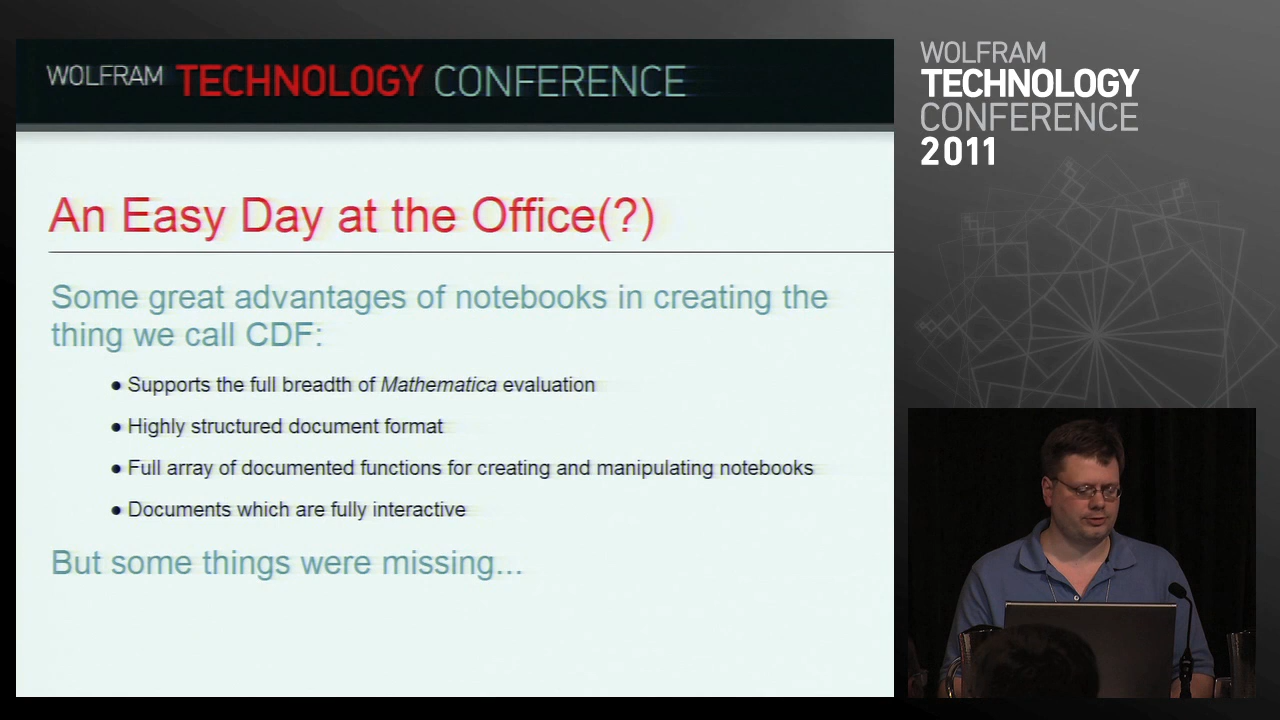 WOLFRAM TECHNOLOGY CONFERENCE
An Easy Day at the Office(?)
Some great advantages of notebooks in creating the
thing we call CDF:
● Supports the full breadth of Mathematica evaluation
● Highly structured document format
● Full array of documented functions for creating and manipulating notebooks
● Documents which are fully interactive
But some things were missing...
WOLFRAM
TECHNOLOGY
CONFERENCE
2011